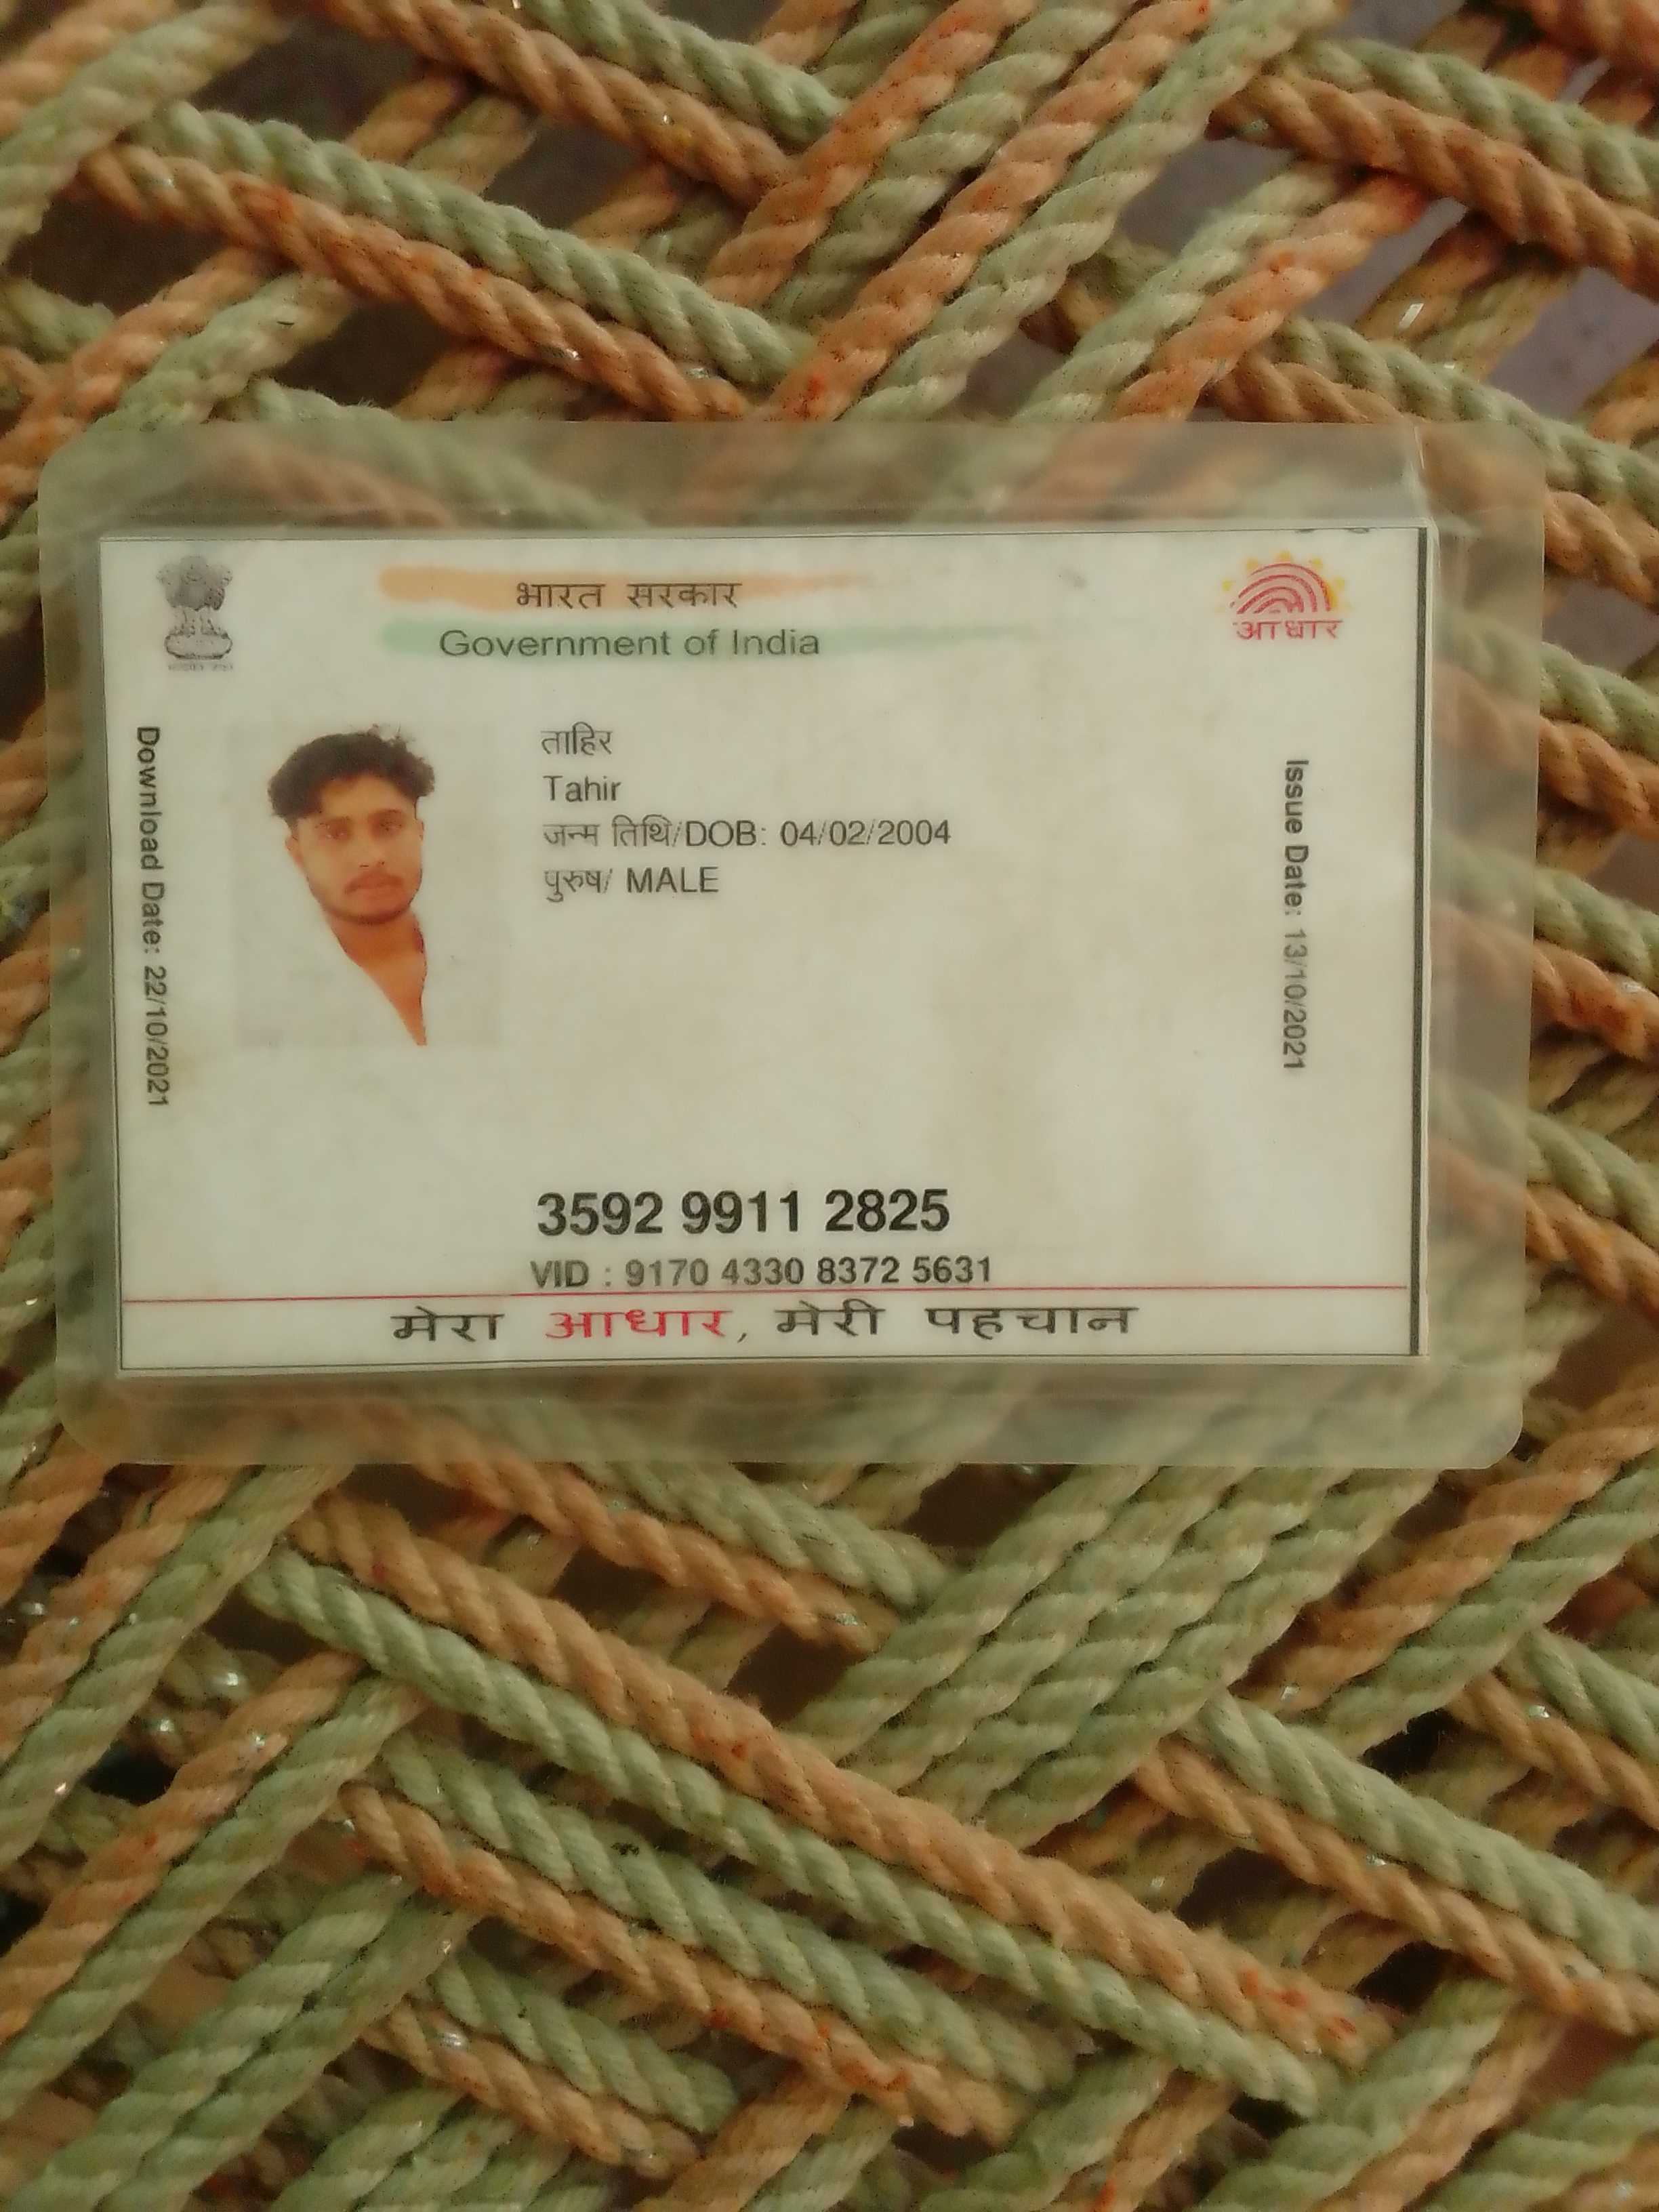 भारत सरकार
Government of India
आधार
Download Date: 22/10/2021
ताहिर
Tahir
जन्म तिथि/DOB: 04/02/2004
पुरुष/ MALE
Issue Date: 13/10/2021
3592 9911 2825
VID : 9170 4330 8372 5631
मेरा आधार, मेरी पहचान